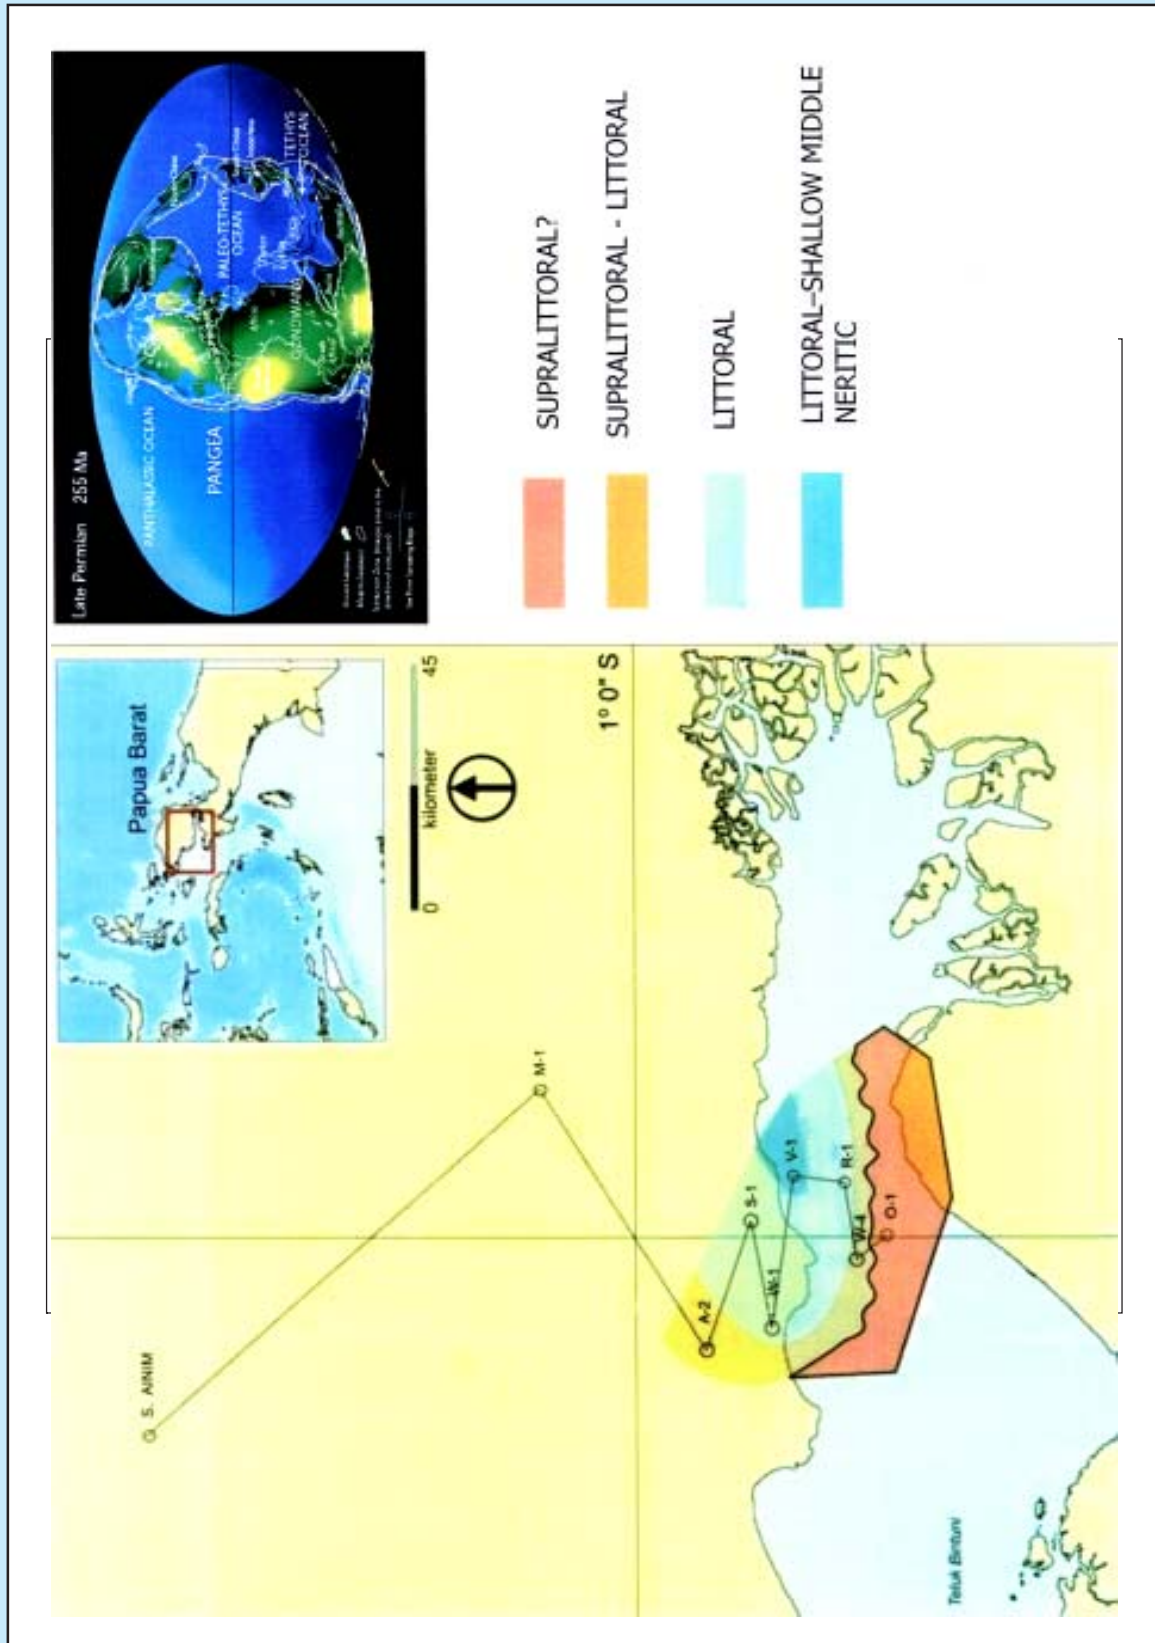 Late Permian 255 Ma
PANTHALASSIC OCEAN
PANGEA
PALEO-TETHYS
OCEAN
TETHYS
OCEAN
GONDWANA
Papua Barat
0 kilometer 45
1° 0" S
S. AINIM
M-1
A-2
S-1
W-1
V-1
R-1
W-4
O-1
Teluk Bintuni
SUPRALITTORAL?
SUPRALITTORAL - LITTORAL
LITTORAL
LITTORAL–SHALLOW MIDDLE
NERITIC